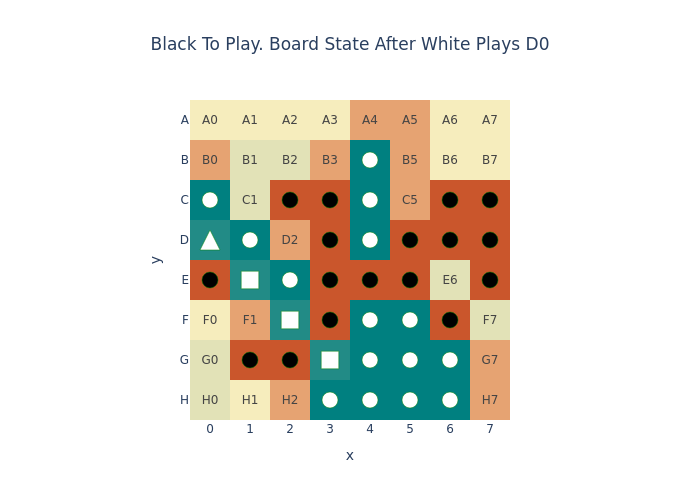 Black To Play. Board State After White Plays D0
A A0 A1 A2 A3 A4 A5 A6 A7
B B0 B1 B2 B3 B5 B6 B7
C C1 C5
D D2
E E6
F F0 F1 F7
G G0 G7
H H0 H1 H2 H7
0 1 2 3 4 5 6 7
x
y